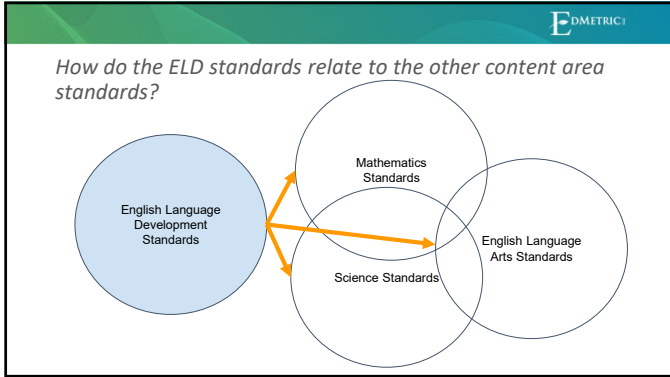 EDMETRIC LLC
How do the ELD standards relate to the other content area
standards?
Mathematics
Standards
English Language
Development
Standards
English Language
Arts Standards
Science Standards